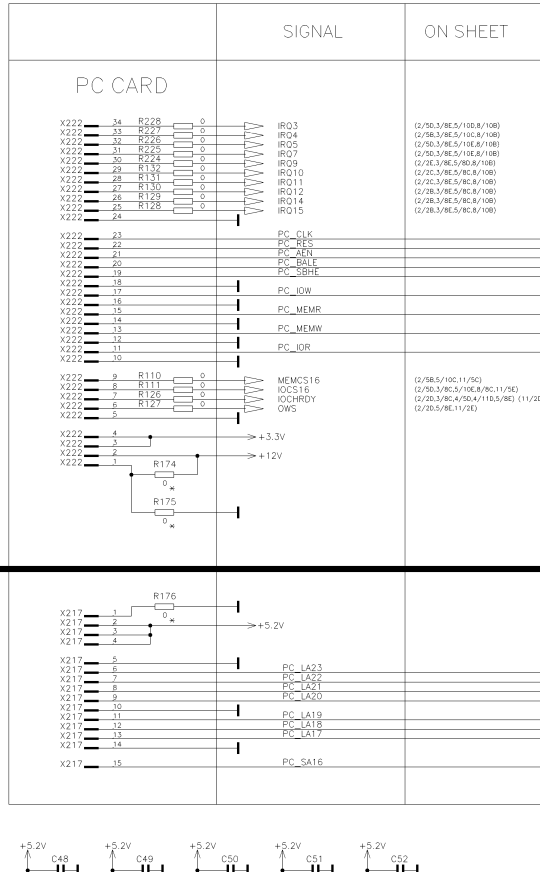 SIGNAL ON SHEET
PC CARD
X222 34 R228 0 IRQ3 (2/5D,3/8E,5/10D,8/10B)
X222 33 R227 0 IRQ4 (2/5B,3/8E,5/10C,8/10B)
X222 32 R226 0 IRQ5 (2/5D,3/8E,5/10E,8/10B)
X222 31 R225 0 IRQ7 (2/5D,3/8E,5/10E,8/10B)
X222 30 R224 0 IRQ9 (2/2E,3/8E,5/8D,8/10B)
X222 29 R132 0 IRQ10 (2/2C,3/8E,5/8C,8/10B)
X222 28 R131 0 IRQ11 (2/2C,3/8E,5/8C,8/10B)
X222 27 R130 0 IRQ12 (2/2B,3/8E,5/8C,8/10B)
X222 26 R129 0 IRQ14 (2/2B,3/8E,5/8C,8/10B)
X222 25 R128 0 IRQ15 (2/2B,3/8E,5/8C,8/10B)
X222 24
X222 23 PC_CLK
X222 22 PC_RES
X222 21 PC_AEN
X222 20 PC_BALE
X222 19 PC_SBHE
X222 18
X222 17 PC_IOW
X222 16
X222 15 PC_MEMR
X222 14
X222 13 PC_MEMW
X222 12
X222 11 PC_IOR
X222 10
X222 9 R110 0 MEMCS16 (2/5B,5/10C,11/5C)
X222 8 R111 0 IOCS16 (2/5D,3/8C,5/10E,8/8C,11/5E)
X222 7 R126 0 IOCHRDY (2/2D,3/8C,4/5D,4/11D,5/8E) (11/2D
X222 6 R127 0 OWS (2/2D,5/8E,11/2E)
X222 5
X222 4 +3.3V
X222 3
X222 2 +12V
X222 1
R174
0 *
R175
0 *
R176
0 *
X217 1
X217 2 +5.2V
X217 3
X217 4
X217 5
X217 6 PC_LA23
X217 7 PC_LA22
X217 8 PC_LA21
X217 9 PC_LA20
X217 10
X217 11 PC_LA19
X217 12 PC_LA18
X217 13 PC_LA17
X217 14
X217 15 PC_SA16
+5.2V +5.2V +5.2V +5.2V +5.2V
C48 C49 C50 C51 C52